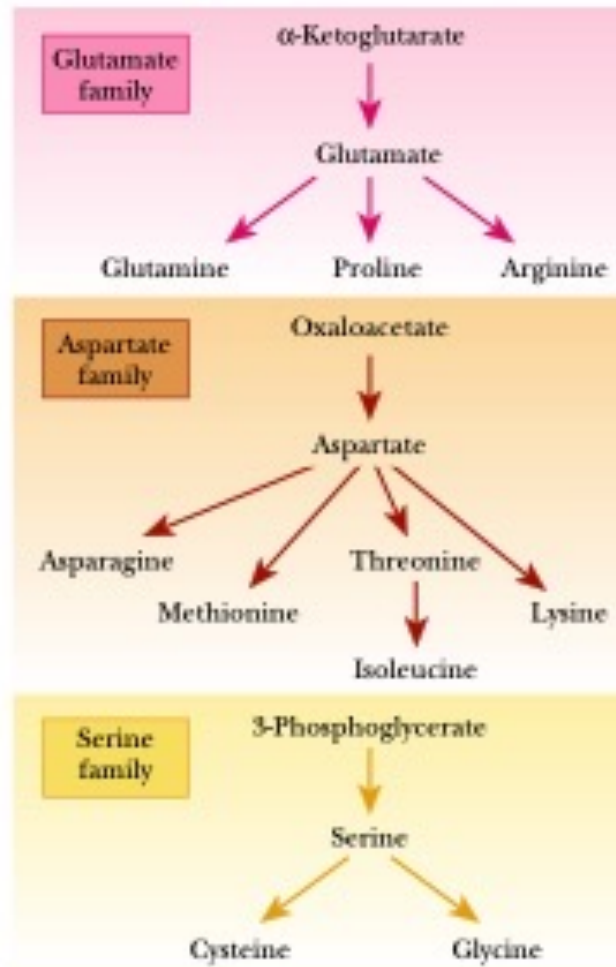 α-Ketoglutarate
Glutamate
family
Glutamate
Glutamine Proline Arginine
Oxaloacetate
Aspartate
family
Aspartate
Asparagine Threonine
Methionine Lysine
Isoleucine
3-Phosphoglycerate
Serine
family
Serine
Cysteine Glycine